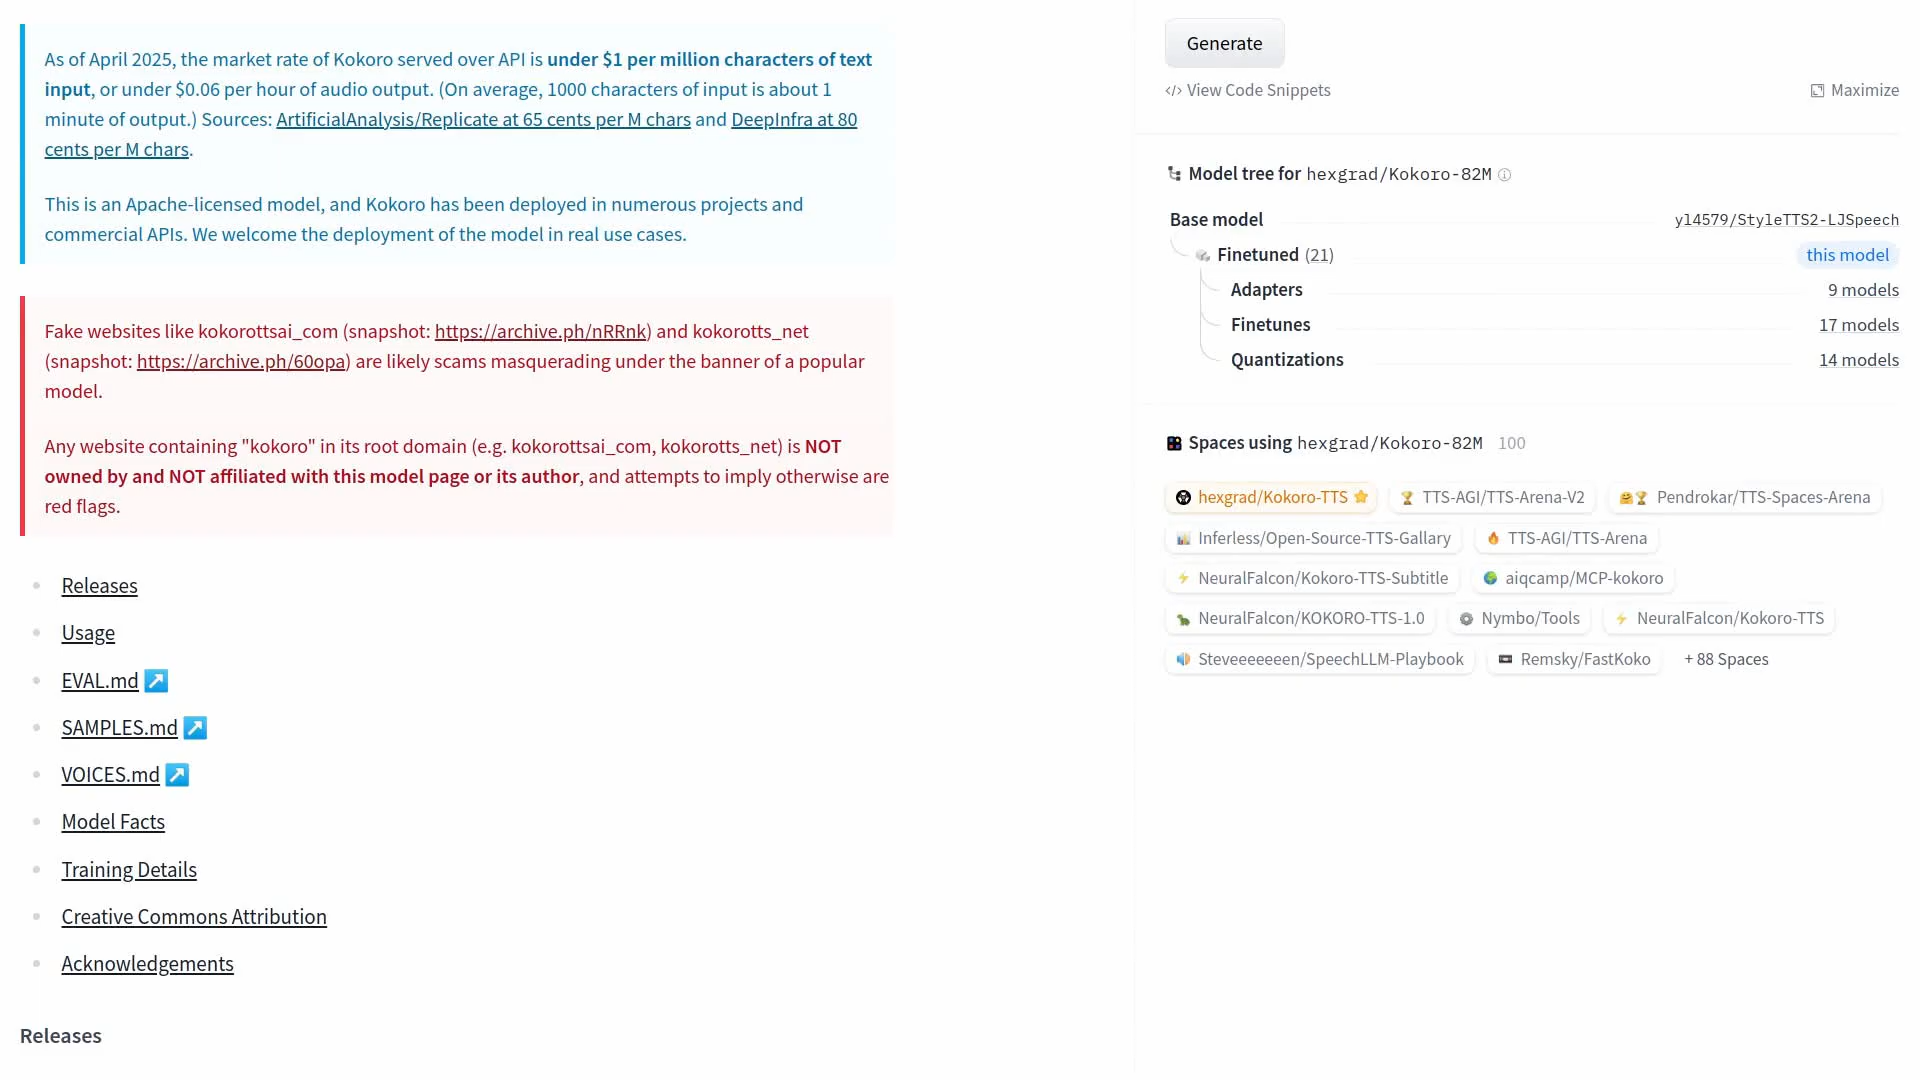 As of April 2025, the market rate of Kokoro served over API is under $1 per million characters of text
input, or under $0.06 per hour of audio output. (On average, 1000 characters of input is about 1
minute of output.) Sources: ArtificialAnalysis/Replicate at 65 cents per M chars and DeepInfra at 80
cents per M chars.
This is an Apache-licensed model, and Kokoro has been deployed in numerous projects and
commercial APIs. We welcome the deployment of the model in real use cases.
Fake websites like kokorottsai_com (snapshot: https://archive.ph/nRRnk) and kokorotts_net
(snapshot: https://archive.ph/60opa) are likely scams masquerading under the banner of a popular
model.
Any website containing "kokoro" in its root domain (e.g. kokorottsai_com, kokorotts_net) is NOT
owned by and NOT affiliated with this model page or its author, and attempts to imply otherwise are
red flags.
Releases
Usage
EVAL.md ↗️
SAMPLES.md ↗️
VOICES.md ↗️
Model Facts
Training Details
Creative Commons Attribution
Acknowledgements
Releases
Generate
</> View Code Snippets
Maximize
Model tree for hexgrad/Kokoro-82M
Base model yl4579/StyleTTS2-LJSpeech
Finetuned (21) this model
Adapters 9 models
Finetunes 17 models
Quantizations 14 models
Spaces using hexgrad/Kokoro-82M 100
hexgrad/Kokoro-TTS TTS-AGI/TTS-Arena-V2 Pendrokar/TTS-Spaces-Arena
Inferless/Open-Source-TTS-Gallary TTS-AGI/TTS-Arena
NeuralFalcon/Kokoro-TTS-Subtitle aiqcamp/MCP-kokoro
NeuralFalcon/KOKORO-TTS-1.0 Nymbo/Tools NeuralFalcon/Kokoro-TTS
Steveeeeeeen/SpeechLLM-Playbook Remsky/FastKoko + 88 Spaces